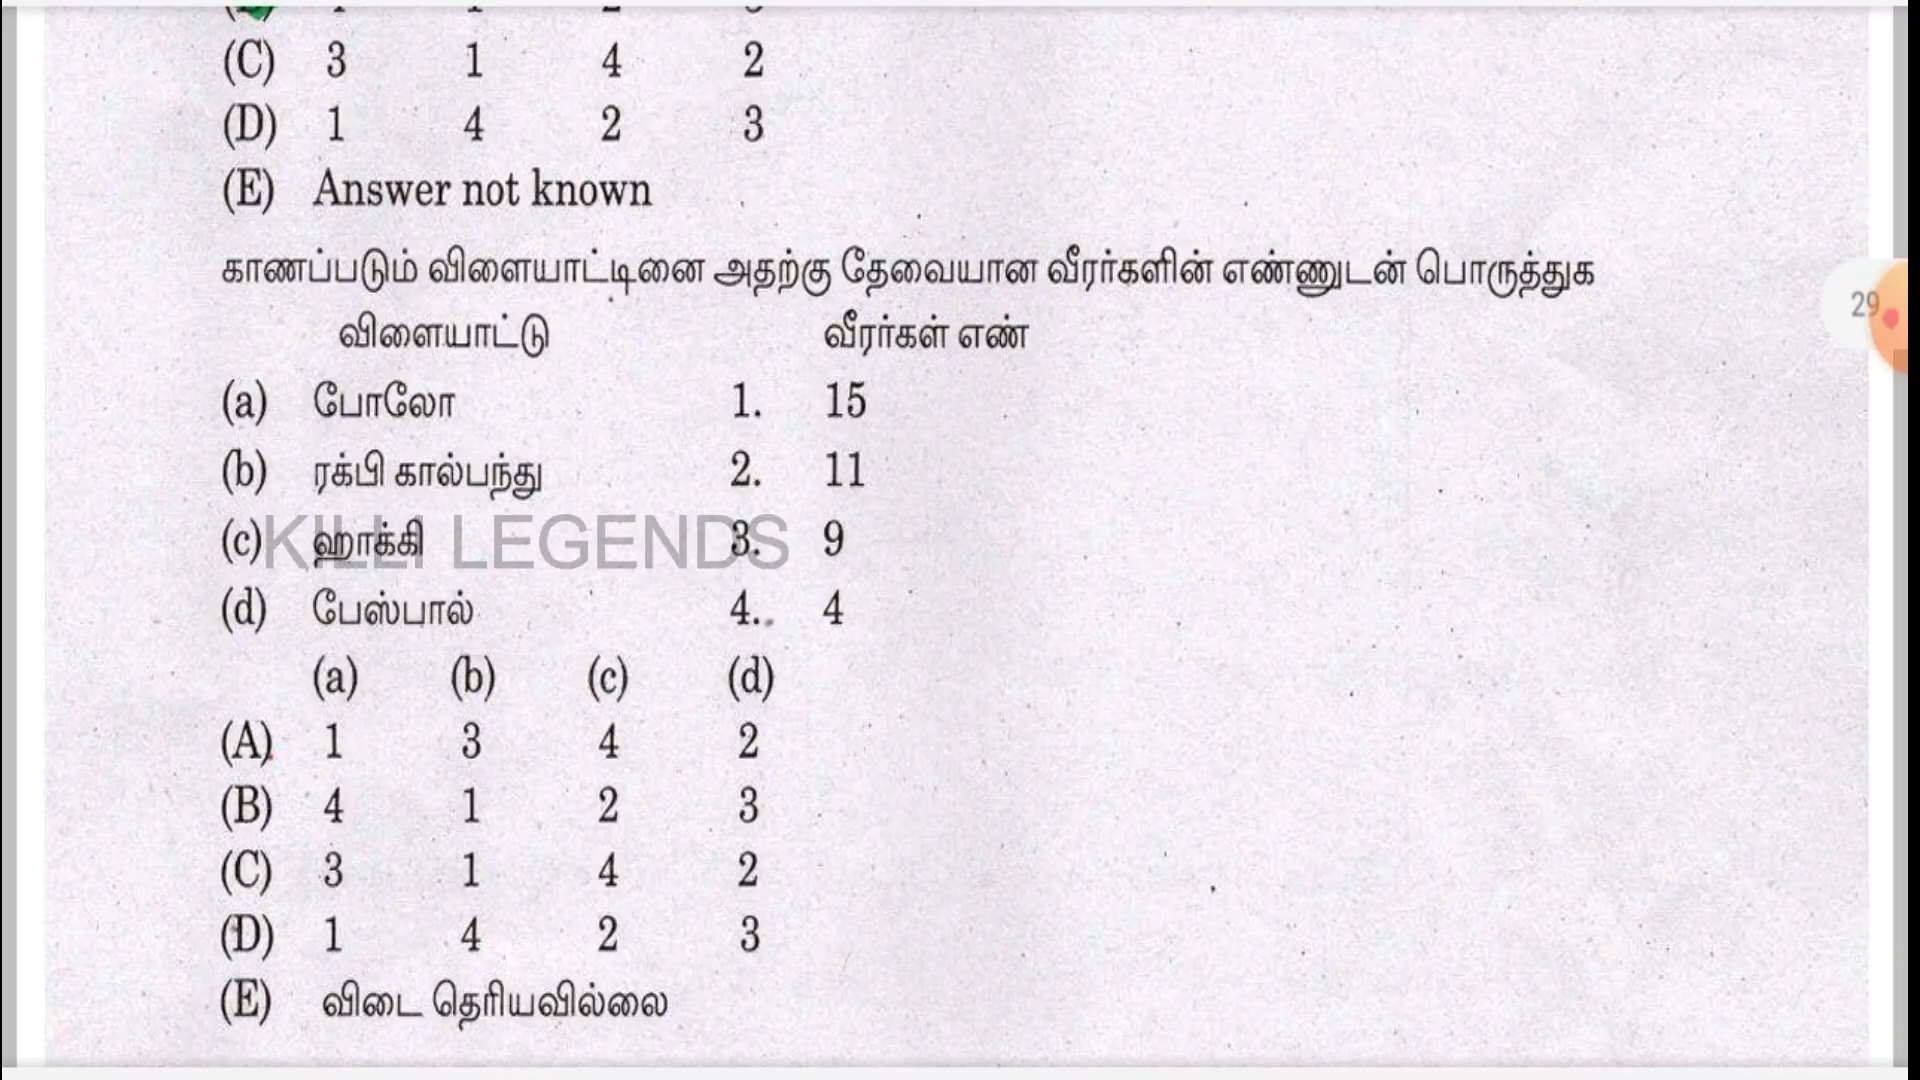 (C) 3 1 4 2
(D) 1 4 2 3
(E) Answer not known
காணப்படும் விளையாட்டினை அதற்கு தேவையான வீரர்களின் எண்ணுடன் பொருத்துக
விளையாட்டு வீரர்கள் எண்
29
(a) போலோ 1. 15
(b) ரக்பி கால்பந்து 2. 11
(c) ஹாக்கி 3. 9
KILLI LEGENDS
(d) பேஸ்பால் 4. 4
(a) (b) (c) (d)
(A) 1 3 4 2
(B) 4 1 2 3
(C) 3 1 4 2
(D) 1 4 2 3
(E) விடை தெரியவில்லை